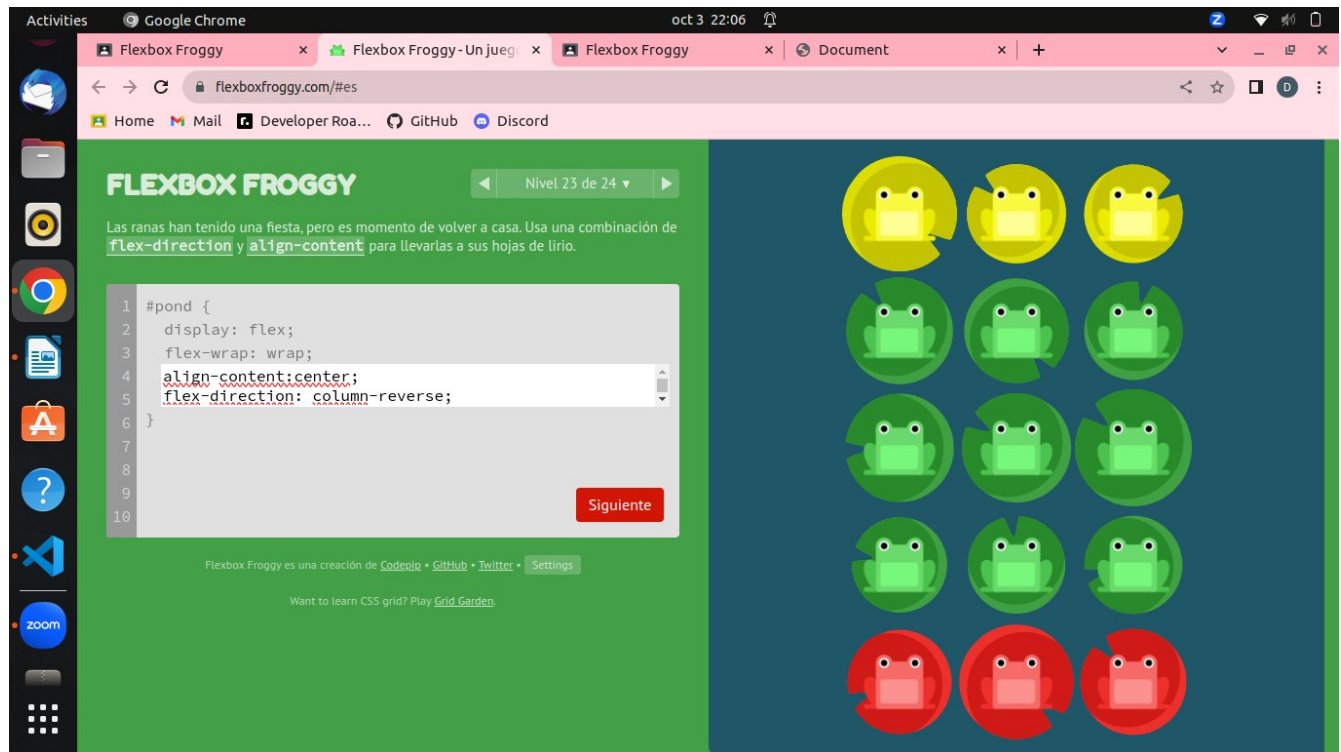 Activities
Google Chrome
oct 3 22:06
Z
Flexbox Froggy
Flexbox Froggy - Un jueg
Flexbox Froggy
Document
flexboxfroggy.com/#es
D
Home
Mail
Developer Roa...
GitHub
Discord
FLEXBOX FROGGY
Nivel 23 de 24 ▾
Las ranas han tenido una fiesta, pero es momento de volver a casa. Usa una combinación de
flex-direction y align-content para llevarlas a sus hojas de lirio.
1 #pond {
2 display: flex;
3 flex-wrap: wrap;
4 align-content:center;
5 flex-direction: column-reverse;
6 }
7
8
9
10
Siguiente
Flexbox Froggy es una creación de Codepip • GitHub • Twitter • Settings
Want to learn CSS grid? Play Grid Garden.
zoom